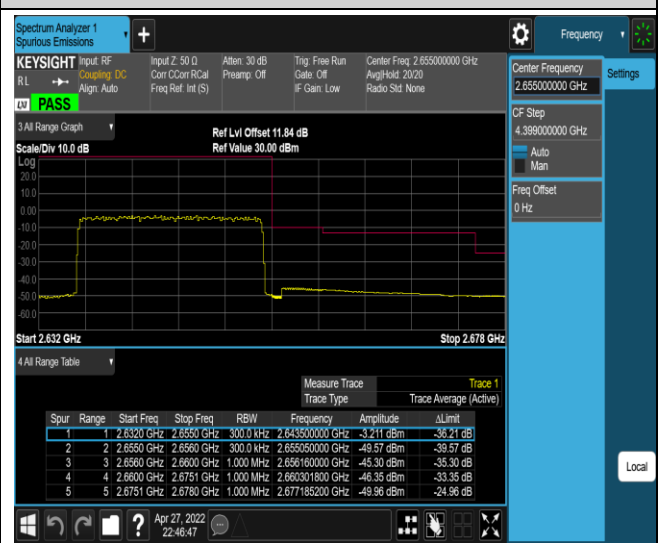 Spectrum Analyzer 1
Spurious Emissions
+
Frequency
KEYSIGHT
RL
Input: RF
Coupling: DC
Align: Auto
Input Z: 50 Ω
Corr CCorr RCal
Freq Ref: Int (S)
Atten: 30 dB
Preamp: Off
Trig: Free Run
Gate: Off
IF Gain: Low
Center Freq: 2.655000000 GHz
Avg|Hold: 20/20
Radio Std: None
LXI PASS
3 All Range Graph
Scale/Div 10.0 dB
Ref Lvl Offset 11.84 dB
Ref Value 30.00 dBm
Log
20.0
10.0
0.00
-10.0
-20.0
-30.0
-40.0
-50.0
-60.0
Start 2.632 GHz
Stop 2.678 GHz
4 All Range Table
Measure Trace Trace 1
Trace Type Trace Average (Active)
Spur Range Start Freq Stop Freq RBW Frequency Amplitude ΔLimit
1 1 2.6320 GHz 2.6550 GHz 300.0 kHz 2.643500000 GHz -3.211 dBm -36.21 dB
2 2 2.6550 GHz 2.6560 GHz 300.0 kHz 2.655050000 GHz -49.57 dBm -39.57 dB
3 3 2.6560 GHz 2.6600 GHz 1.000 MHz 2.656160000 GHz -45.30 dBm -35.30 dB
4 4 2.6600 GHz 2.6751 GHz 1.000 MHz 2.660301800 GHz -46.35 dBm -33.35 dB
5 5 2.6751 GHz 2.6780 GHz 1.000 MHz 2.677185200 GHz -49.96 dBm -24.96 dB
Center Frequency
2.655000000 GHz
Settings
CF Step
4.399000000 GHz
Auto
Man
Freq Offset
0 Hz
Local
?
Apr 27, 2022
22:46:47